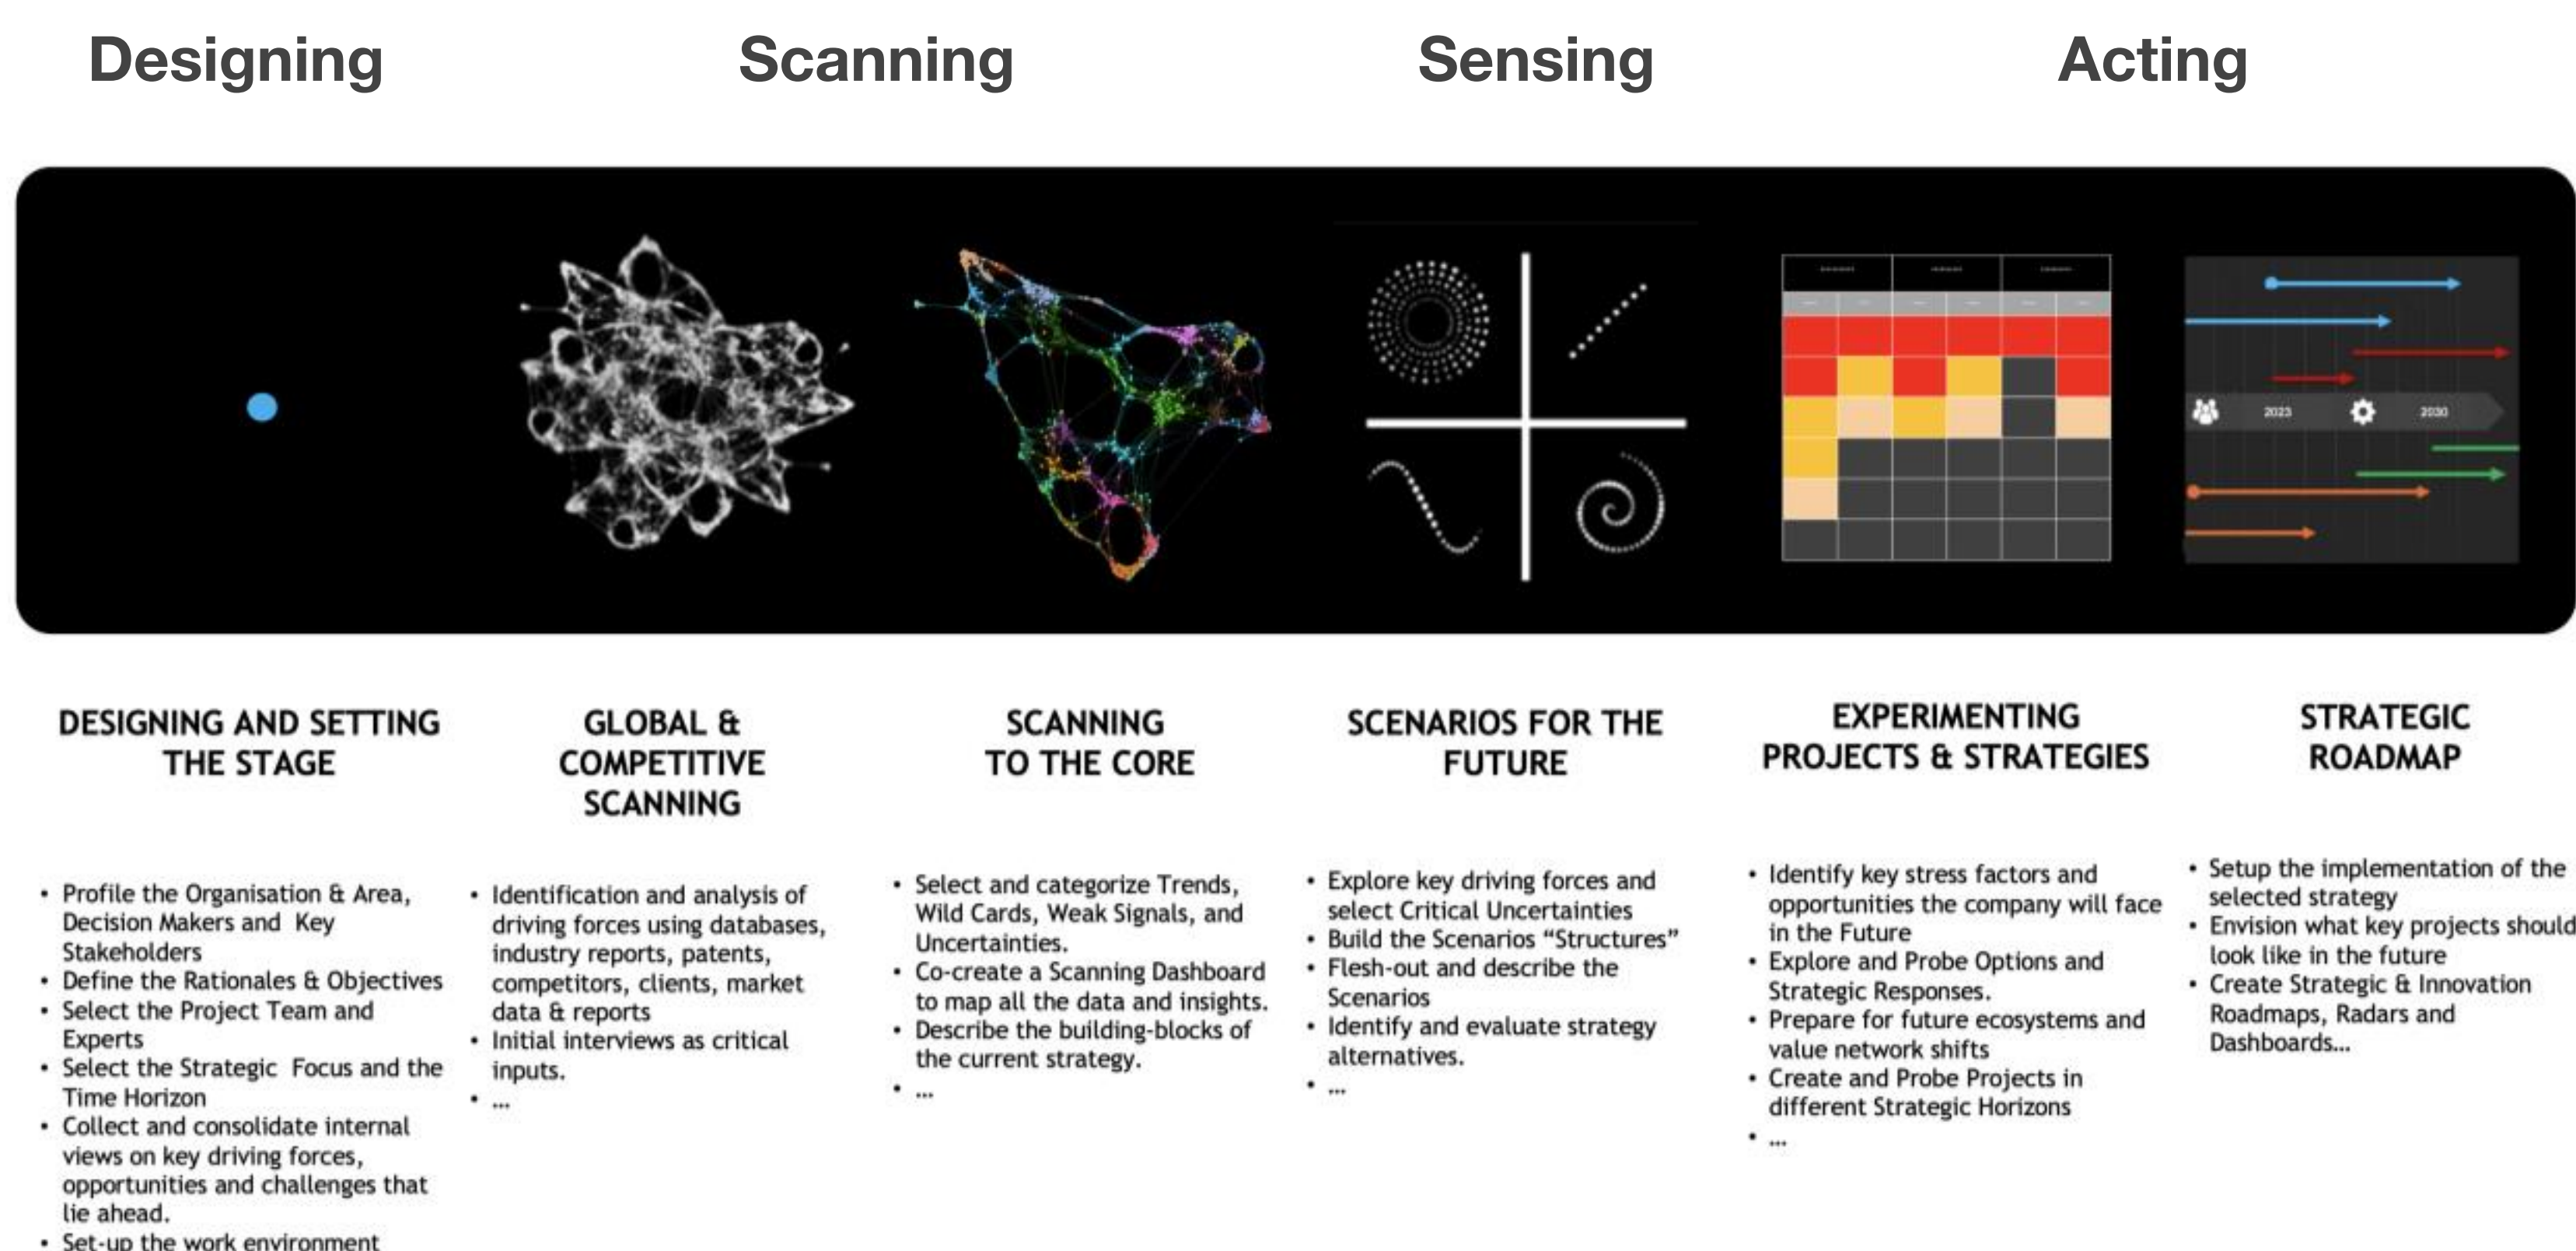 Designing
Scanning
Sensing
Acting
2023
2030
DESIGNING AND SETTING
THE STAGE
• Profile the Organisation & Area,
Decision Makers and Key
Stakeholders
• Define the Rationales & Objectives
• Select the Project Team and
Experts
• Select the Strategic Focus and the
Time Horizon
• Collect and consolidate internal
views on key driving forces,
opportunities and challenges that
lie ahead.
• Set-up the work environment
GLOBAL &
COMPETITIVE
SCANNING
• Identification and analysis of
driving forces using databases,
industry reports, patents,
competitors, clients, market
data & reports
• Initial interviews as critical
inputs.
• ...
SCANNING
TO THE CORE
• Select and categorize Trends,
Wild Cards, Weak Signals, and
Uncertainties.
• Co-create a Scanning Dashboard
to map all the data and insights.
• Describe the building-blocks of
the current strategy.
• ...
SCENARIOS FOR THE
FUTURE
• Explore key driving forces and
select Critical Uncertainties
• Build the Scenarios “Structures”
• Flesh-out and describe the
Scenarios
• Identify and evaluate strategy
alternatives.
• ...
EXPERIMENTING
PROJECTS & STRATEGIES
• Identify key stress factors and
opportunities the company will face
in the Future
• Explore and Probe Options and
Strategic Responses.
• Prepare for future ecosystems and
value network shifts
• Create and Probe Projects in
different Strategic Horizons
• ...
STRATEGIC
ROADMAP
• Setup the implementation of the
selected strategy
• Envision what key projects should
look like in the future
• Create Strategic & Innovation
Roadmaps, Radars and
Dashboards...